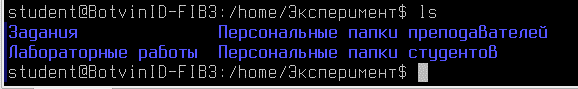 student@BotvinID-FIB3:/home/Эксперимент$ ls
Задания Персональные папки преподавателей
Лабораторные работы Персональные папки студентов
student@BotvinID-FIB3:/home/Эксперимент$